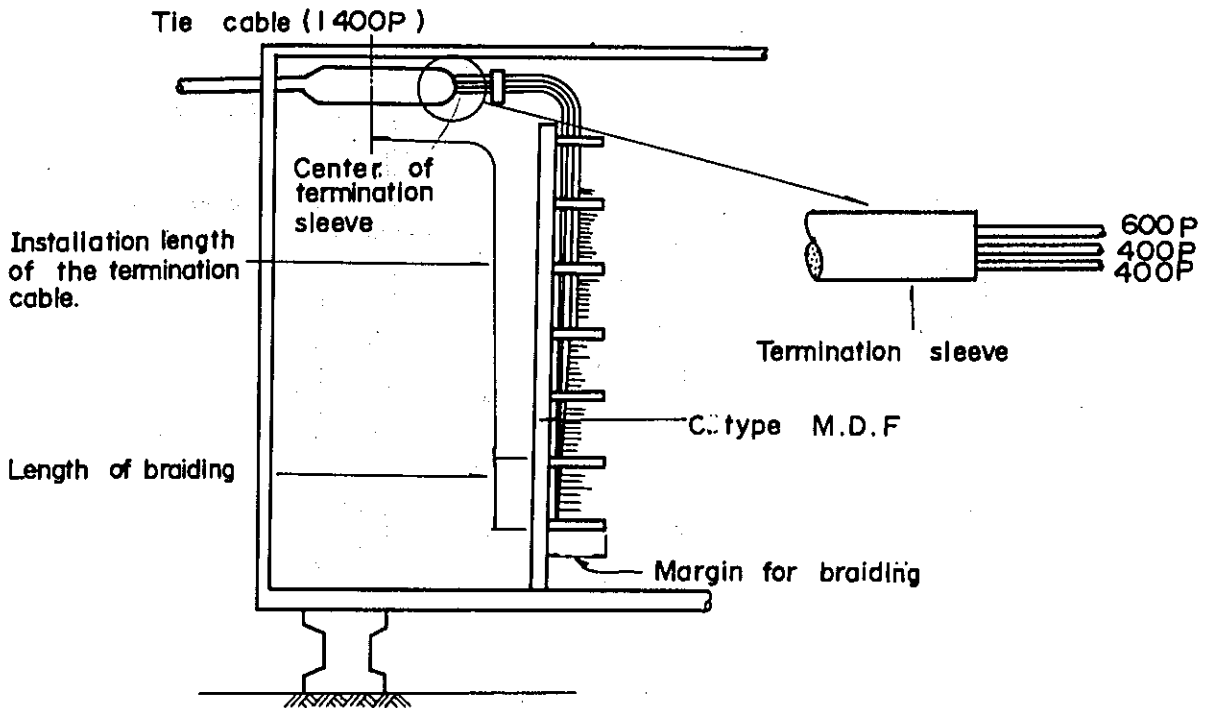 Tie cable (1400P)
Center of
termination
sleeve
Installation length
of the termination
cable.
600P
400P
400P
Termination sleeve
C type M.D.F
Length of braiding
Margin for braiding